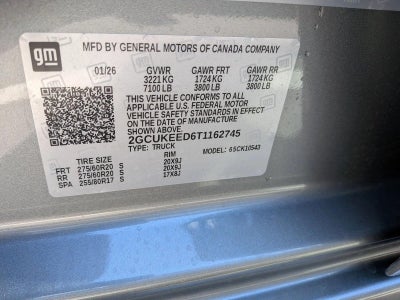 gm
MFD BY GENERAL MOTORS OF CANADA COMPANY
01/26 GVWR GAWR FRT GAWR RR
3221 KG 1724 KG 1724 KG
7100 LB 3800 LB 3800 LB
THIS VEHICLE CONFORMS TO ALL
APPLICABLE U.S. FEDERAL MOTOR
VEHICLE SAFETY STANDARDS IN EFFECT
ON THE DATE OF MANUFACTURE
SHOWN ABOVE
2GCUKEED6T1162745
TYPE: TRUCK MODEL: 6SCK10543
RIM
FRT 275/60R20 S 20X9J
RR 275/60R20 S 20X9J
SPA 255/80R17 S 17X8J